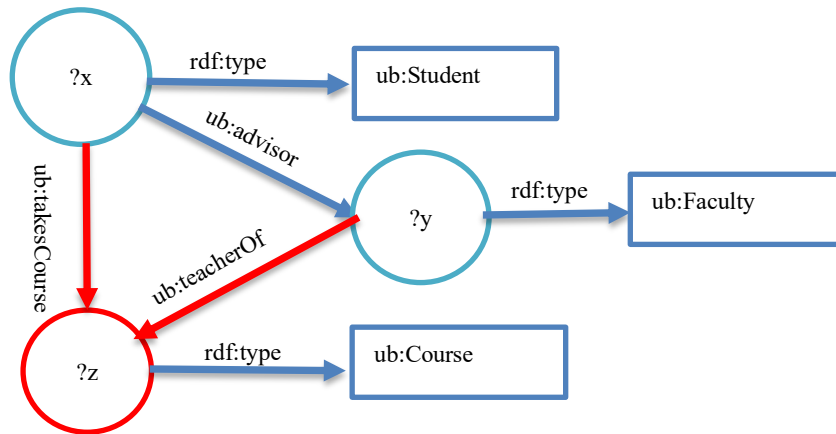 ?x
rdf:type
ub:Student
ub:advisor
ub:takesCourse
?y
rdf:type
ub:Faculty
ub:teacherOf
?z
rdf:type
ub:Course